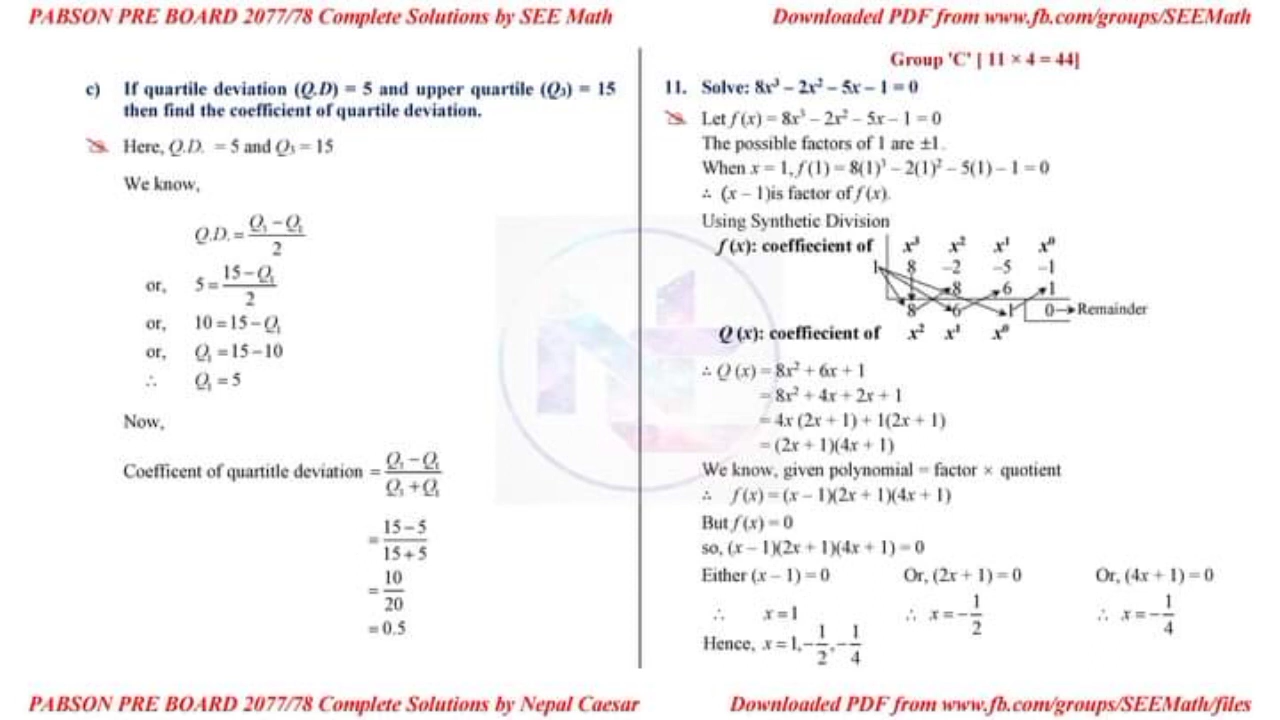 PABSON PRE BOARD 2077/78 Complete Solutions by SEE Math
Downloaded PDF from www.fb.com/groups/SEEMath
c) If quartile deviation (Q.D) = 5 and upper quartile (Q₃) = 15
then find the coefficient of quartile deviation.
Here, Q.D. = 5 and Q₃ = 15
We know,
Q.D. = (Q₃ – Q₁)/2
or, 5 = (15 – Q₁)/2
or, 10 = 15 – Q₁
or, Q₁ = 15 – 10
∴ Q₁ = 5
Now,
Coefficent of quartitle deviation = (Q₃ – Q₁)/(Q₃ + Q₁)
= (15 – 5)/(15 + 5)
= 10/20
= 0.5
Group 'C' [ 11 × 4 = 44]
11. Solve: 8x³ – 2x² – 5x – 1 = 0
Let f (x) = 8x³ – 2x² – 5x – 1 = 0
The possible factors of 1 are ±1.
When x = 1, f (1) = 8(1)³ – 2(1)² – 5(1) – 1 = 0
∴ (x – 1)is factor of f (x).
Using Synthetic Division
f (x): coeffiecient of x³ x² x¹ x⁰
1 8 –2 –5 –1
8 6 1
8 6 1 0 → Remainder
Q (x): coeffiecient of x² x¹ x⁰
∴ Q (x) = 8x² + 6x + 1
= 8x² + 4x + 2x + 1
= 4x (2x + 1) + 1(2x + 1)
= (2x + 1)(4x + 1)
We know, given polynomial = factor × quotient
∴ f (x) = (x – 1)(2x + 1)(4x + 1)
But f (x) = 0
so, (x – 1)(2x + 1)(4x + 1) = 0
Either (x – 1) = 0 Or, (2x + 1) = 0 Or, (4x + 1) = 0
∴ x = 1 ∴ x = –1/2 ∴ x = –1/4
Hence, x = 1, –1/2, –1/4
PABSON PRE BOARD 2077/78 Complete Solutions by Nepal Caesar
Downloaded PDF from www.fb.com/groups/SEEMath/files